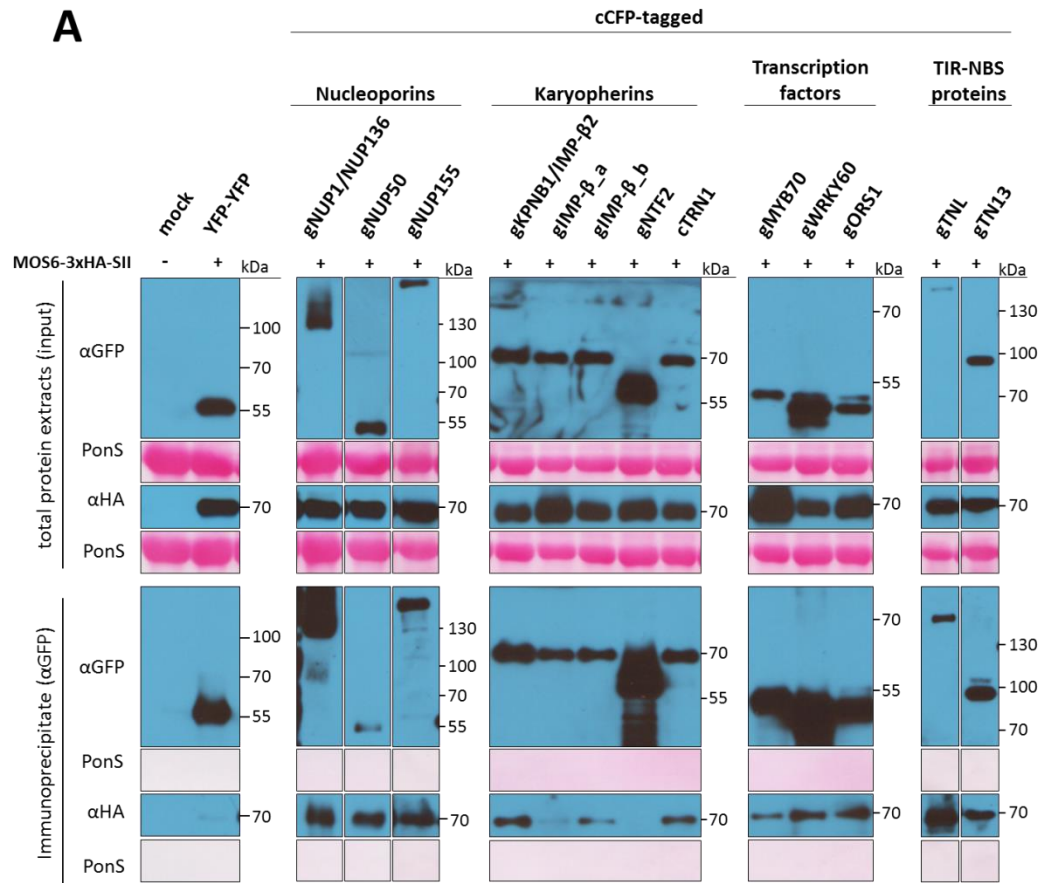 A
cCFP-tagged
Nucleoporins
Karyopherins
Transcription factors
TIR-NBS proteins
mock
YFP-YFP
gNUP1/NUP136
gNUP50
gNUP155
gKPNB1/IMP-β2
gIMP-β_a
gIMP-β_b
gNTF2
cTRN1
gMYB70
gWRKY60
gORS1
gTNL
gTN13
MOS6-3xHA-SII - + kDa + + + kDa + + + + + kDa + + + kDa + + kDa
total protein extracts (input)
αGFP
100
70
55
130
100
70
55
70
55
70
55
130
100
70
PonS
αHA 70 70 70 70 70
PonS
Immunoprecipitate (αGFP)
αGFP
100
70
55
130
100
70
55
70
55
70
55
130
100
70
PonS
αHA 70 70 70 70 70
PonS